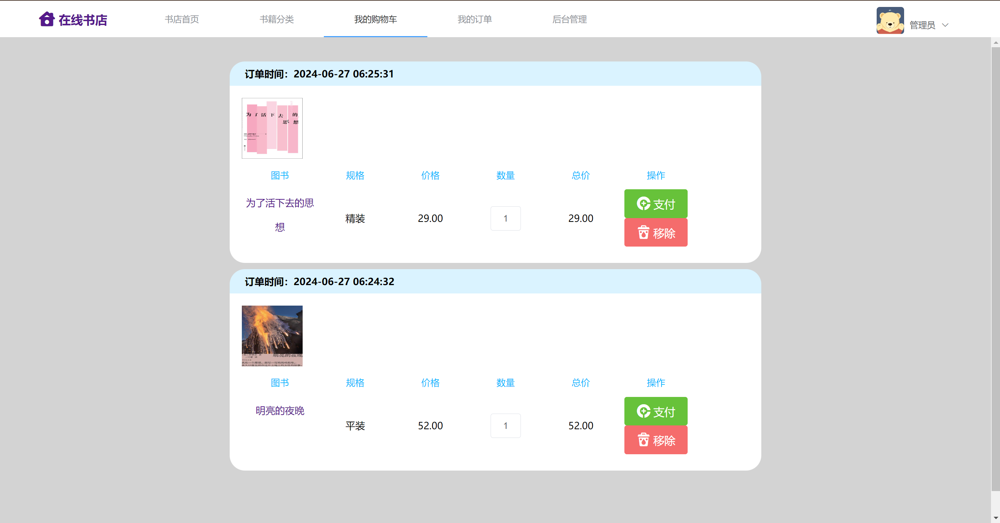 在线书店
书店首页
书籍分类
我的购物车
我的订单
后台管理
管理员
订单时间：2024-06-27 06:25:31
为了活下去的
思想
图书 规格 价格 数量 总价 操作
为了活下去的思
想
精装 29.00 1 29.00
支付
移除
订单时间：2024-06-27 06:24:32
明亮的夜晚
图书 规格 价格 数量 总价 操作
明亮的夜晚
平装 52.00 1 52.00
支付
移除